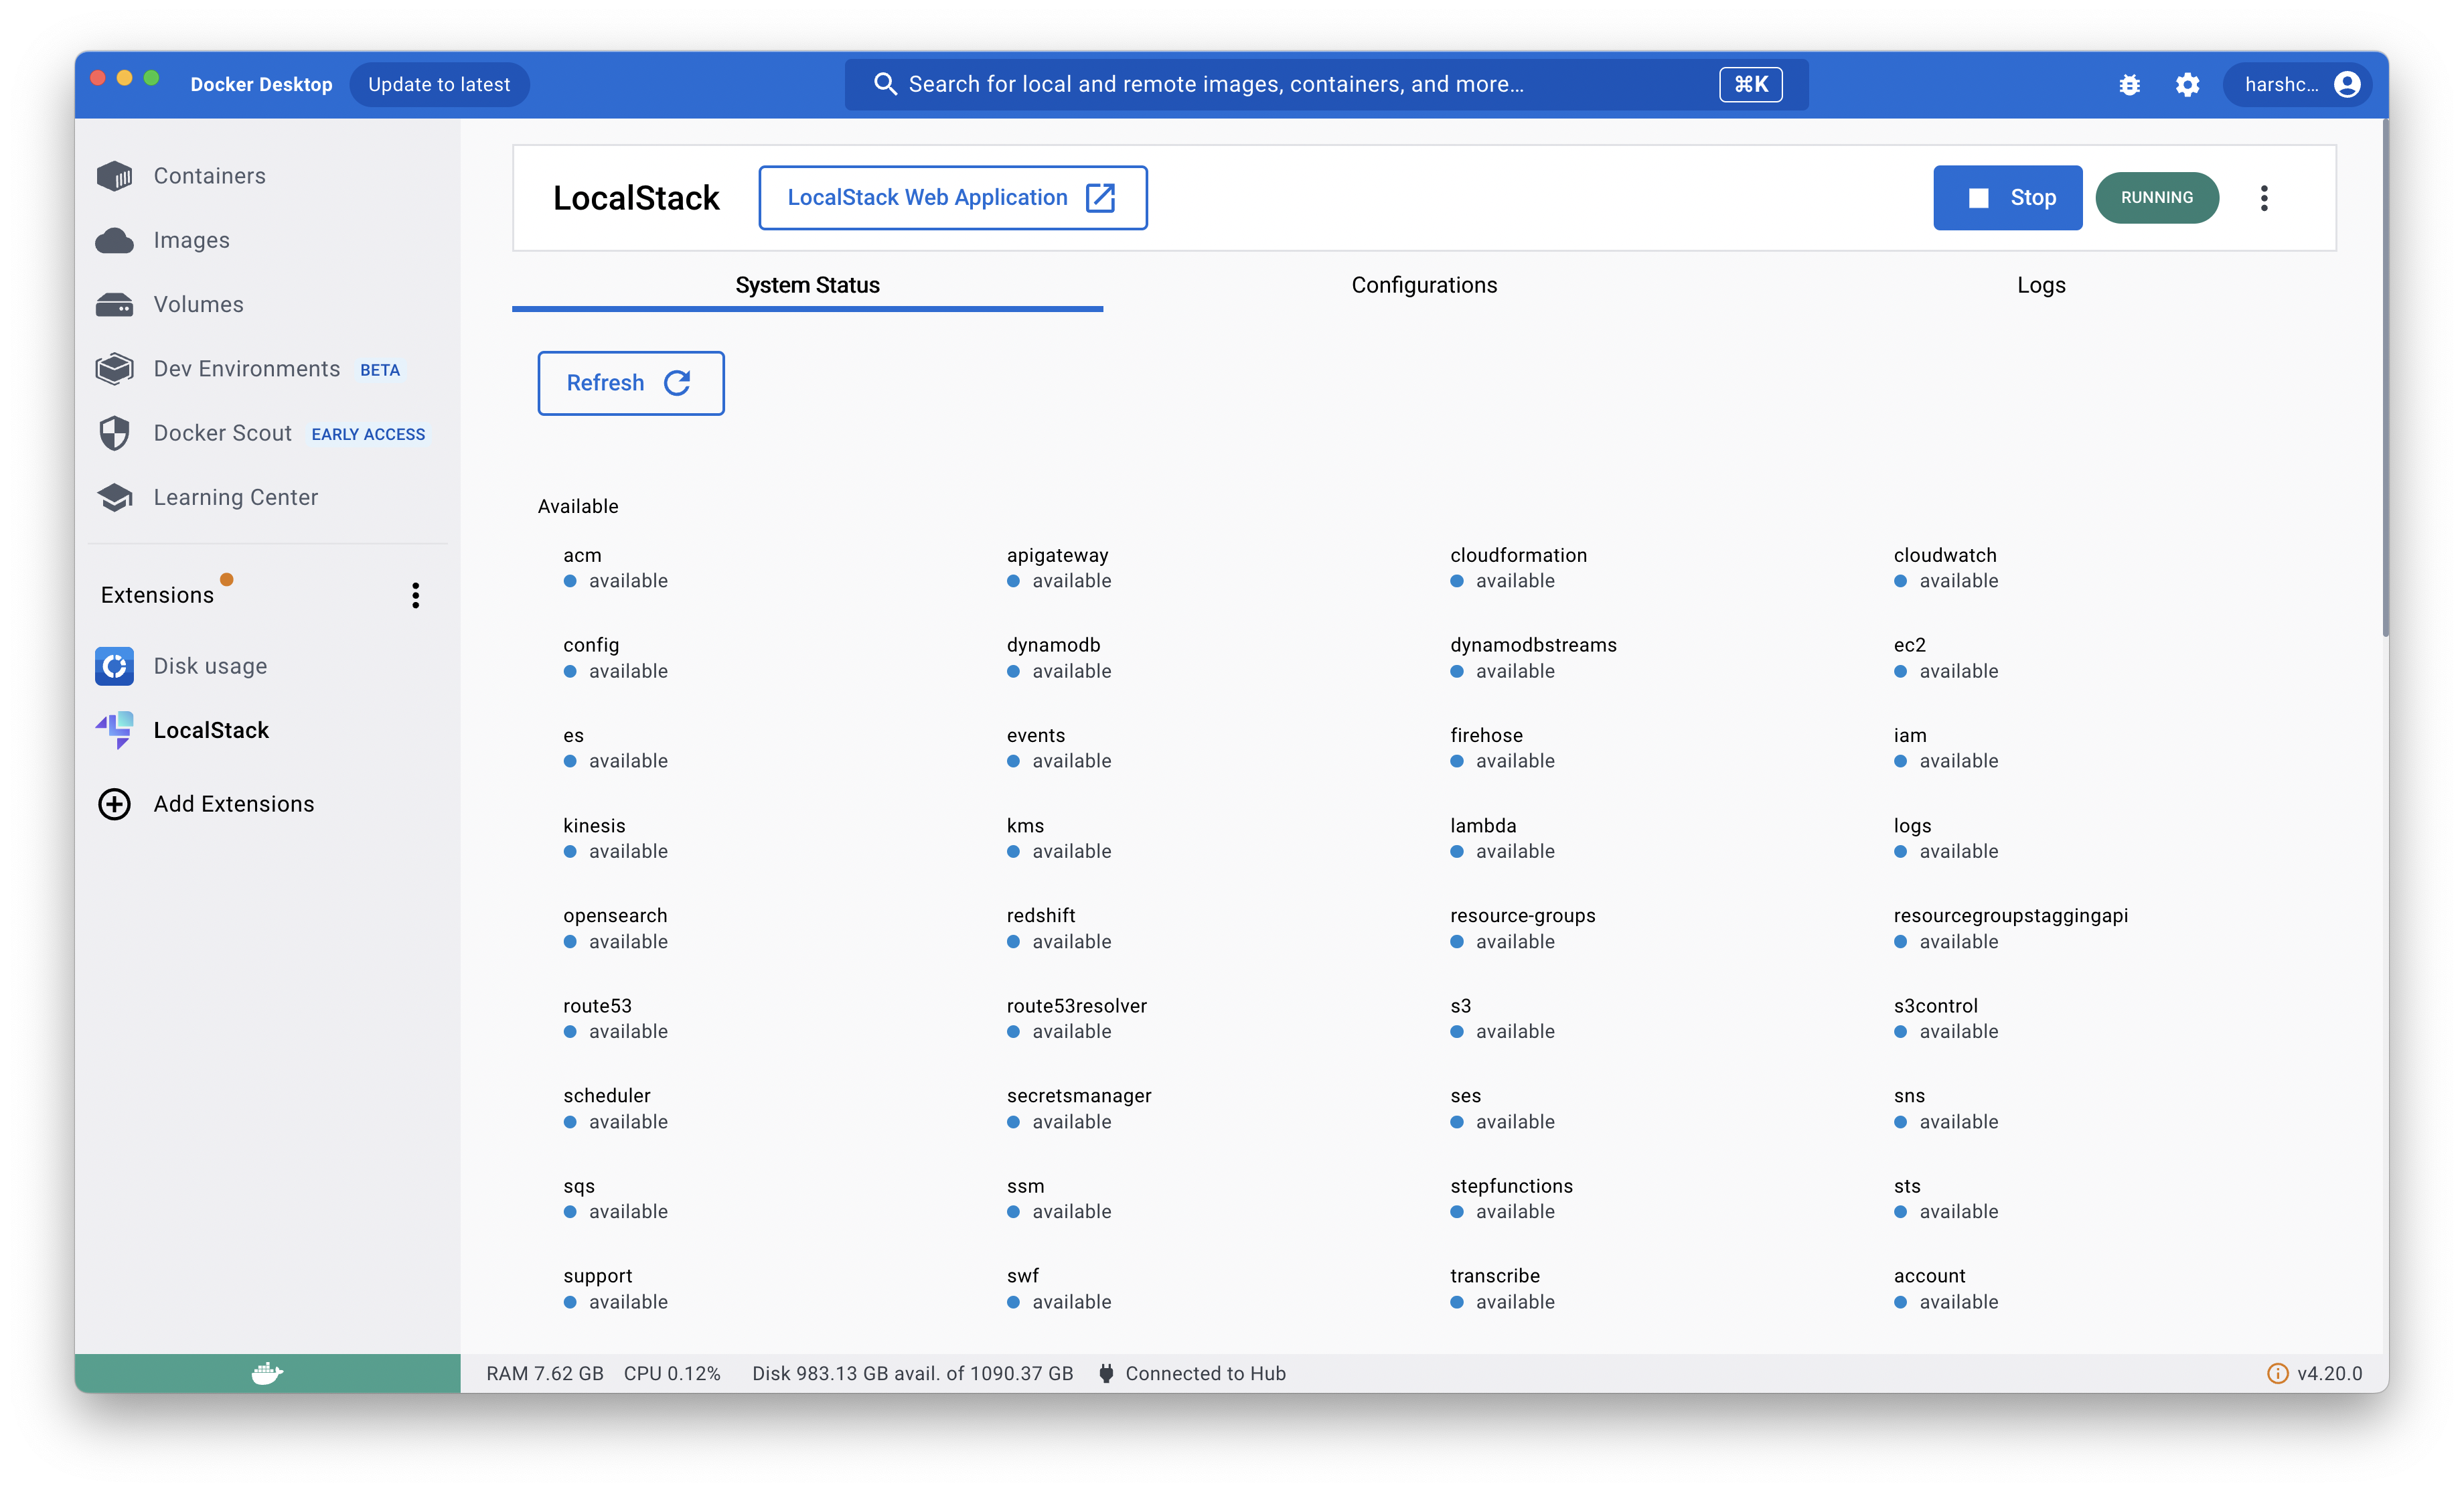 Docker Desktop
Update to latest
Search for local and remote images, containers, and more...
⌘K
harshc...
Containers
Images
Volumes
Dev Environments BETA
Docker Scout EARLY ACCESS
Learning Center
Extensions
Disk usage
LocalStack
Add Extensions
LocalStack
LocalStack Web Application
Stop
RUNNING
System Status
Configurations
Logs
Refresh
Available
acm apigateway cloudformation cloudwatch
available available available available
config dynamodb dynamodbstreams ec2
available available available available
es events firehose iam
available available available available
kinesis kms lambda logs
available available available available
opensearch redshift resource-groups resourcegroupstaggingapi
available available available available
route53 route53resolver s3 s3control
available available available available
scheduler secretsmanager ses sns
available available available available
sqs ssm stepfunctions sts
available available available available
support swf transcribe account
available available available available
RAM 7.62 GB CPU 0.12% Disk 983.13 GB avail. of 1090.37 GB Connected to Hub
v4.20.0